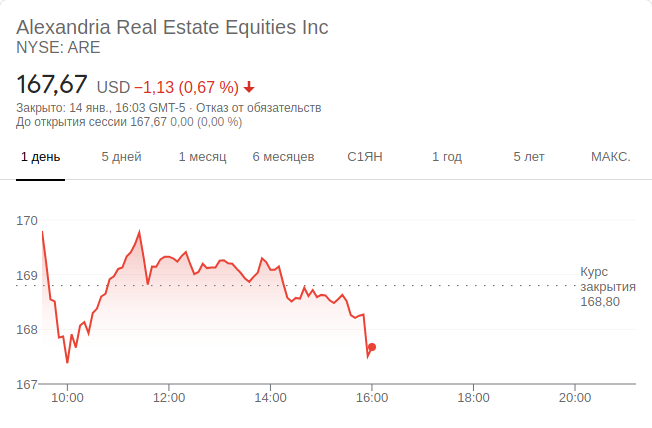 Alexandria Real Estate Equities Inc
NYSE: ARE
167,67 USD −1,13 (0,67 %)
Закрыто: 14 янв., 16:03 GMT-5 · Отказ от обязательств
До открытия сессии 167,67 0,00 (0,00 %)
1 день 5 дней 1 месяц 6 месяцев С1ЯН 1 год 5 лет МАКС.
170
169
Курс
закрытия
168,80
168
167
10:00 12:00 14:00 16:00 18:00 20:00